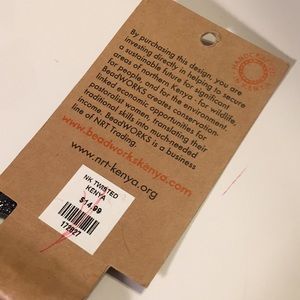 By purchasing this design, you are
investing directly in helping to secure
a sustainable future for significant
areas of northern Kenya - for wildlife,
for people, and for the environment.
BeadWORKS creates conservation-
linked economic opportunities for
pastoralist women, translating their
traditional skills into much-needed
income. BeadWORKS is a business
line of NRT Trading.
www.beadworkskenya.com
www.nrt-kenya.org
NK TWISTED
KENYA
$14.99
172927